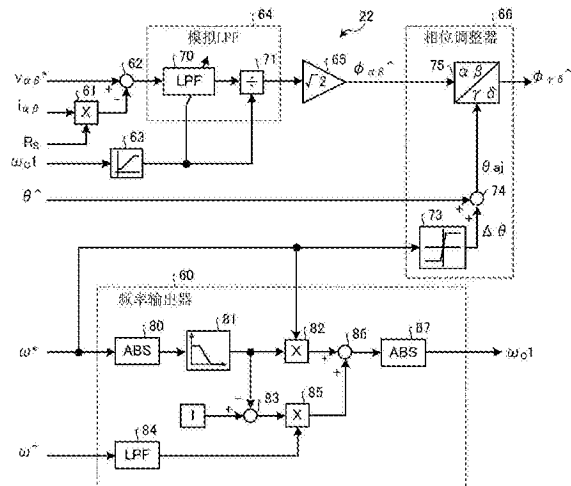 64
22
66
模拟LPF
相位调整器
62
70
71
65
75
vαβ*
LPF
÷
√2
φαβ^
αβ
γδ
φγδ^
+
−
61
iαβ
X
Rs
63
ωc1
θaj
θ^
74
+
+
73
Δθ
60
频率输出器
80
81
82
86
87
ω*
ABS
X
+
ABS
ωc1
+
85
−
1
+
83
X
84
ω^
LPF